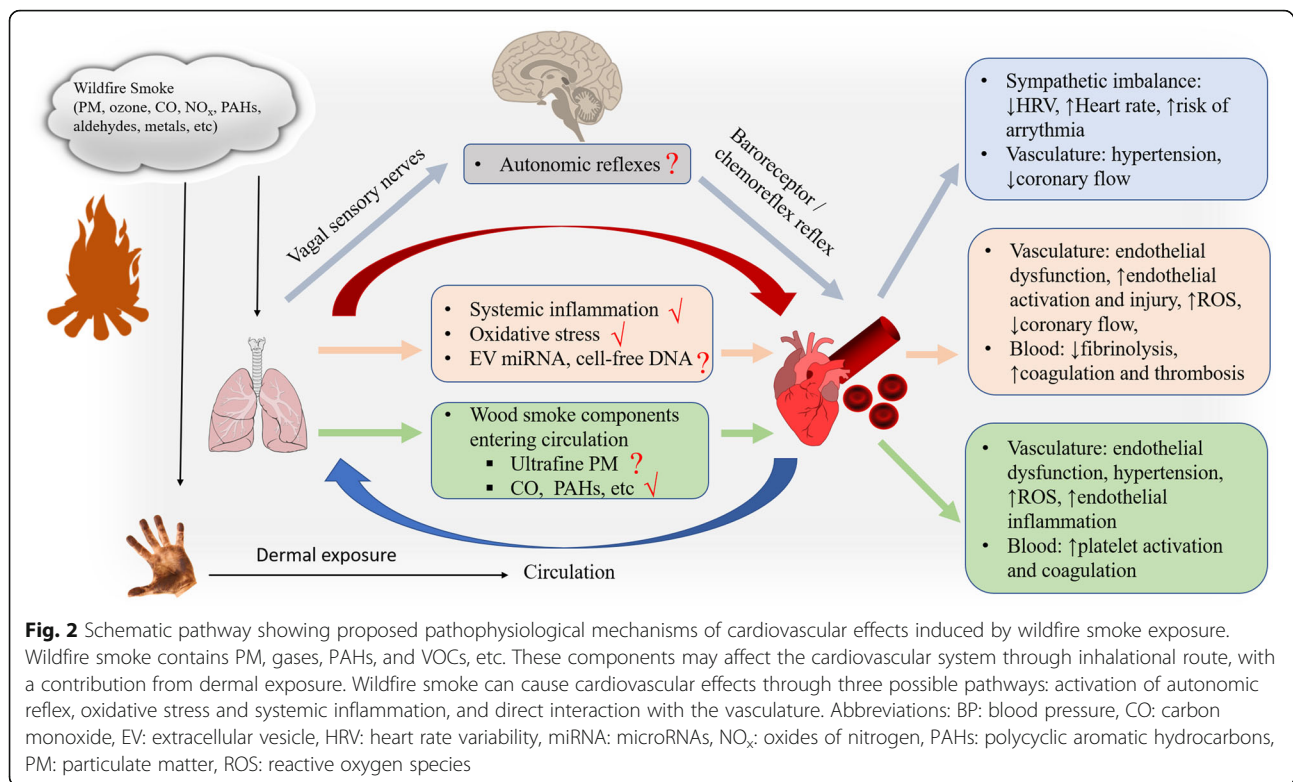 Wildfire Smoke
(PM, ozone, CO, NOx, PAHs,
aldehydes, metals, etc)
Vagal sensory nerves
• Autonomic reflexes ?
Baroreceptor /
chemoreflex reflex
• Systemic inflammation √
• Oxidative stress √
• EV miRNA, cell-free DNA ?
• Wood smoke components
entering circulation
▪ Ultrafine PM ?
▪ CO, PAHs, etc √
Dermal exposure
Circulation
• Sympathetic imbalance:
↓HRV, ↑Heart rate, ↑risk of
arrythmia
• Vasculature: hypertension,
↓coronary flow
• Vasculature: endothelial
dysfunction, ↑endothelial
activation and injury, ↑ROS,
↓coronary flow,
• Blood: ↓fibrinolysis,
↑coagulation and thrombosis
• Vasculature: endothelial
dysfunction, hypertension,
↑ROS, ↑endothelial
inflammation
• Blood: ↑platelet activation
and coagulation
Fig. 2 Schematic pathway showing proposed pathophysiological mechanisms of cardiovascular effects induced by wildfire smoke exposure.
Wildfire smoke contains PM, gases, PAHs, and VOCs, etc. These components may affect the cardiovascular system through inhalational route, with
a contribution from dermal exposure. Wildfire smoke can cause cardiovascular effects through three possible pathways: activation of autonomic
reflex, oxidative stress and systemic inflammation, and direct interaction with the vasculature. Abbreviations: BP: blood pressure, CO: carbon
monoxide, EV: extracellular vesicle, HRV: heart rate variability, miRNA: microRNAs, NOx: oxides of nitrogen, PAHs: polycyclic aromatic hydrocarbons,
PM: particulate matter, ROS: reactive oxygen species